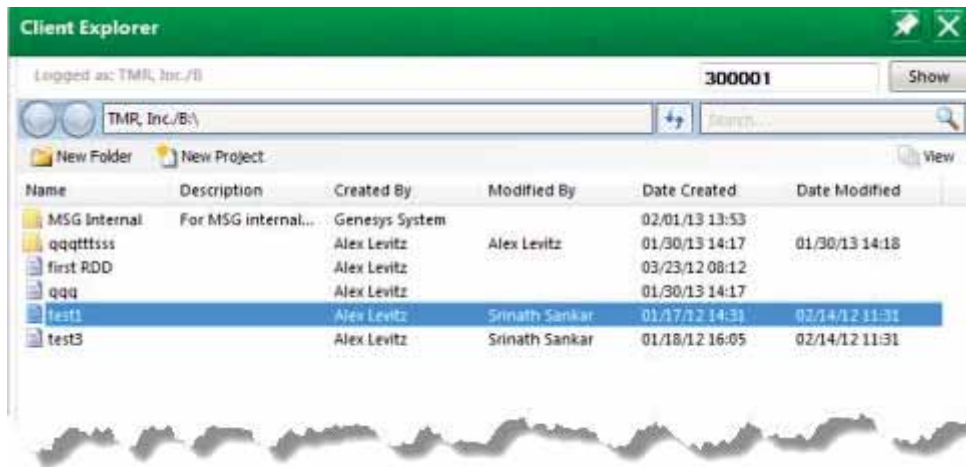 Client Explorer
Logged as: TMR, Inc./B
300001 Show
TMR, Inc./B:\ Search...
New Folder New Project View
Name Description Created By Modified By Date Created Date Modified
MSG Internal For MSG internal... Genesys System 02/01/13 13:53
qqqtttsss Alex Levitz Alex Levitz 01/30/13 14:17 01/30/13 14:18
first RDD Alex Levitz 03/23/12 08:12
qqq Alex Levitz 01/30/13 14:17
test1 Alex Levitz Srinath Sankar 01/17/12 14:31 02/14/12 11:31
test3 Alex Levitz Srinath Sankar 01/18/12 16:05 02/14/12 11:31